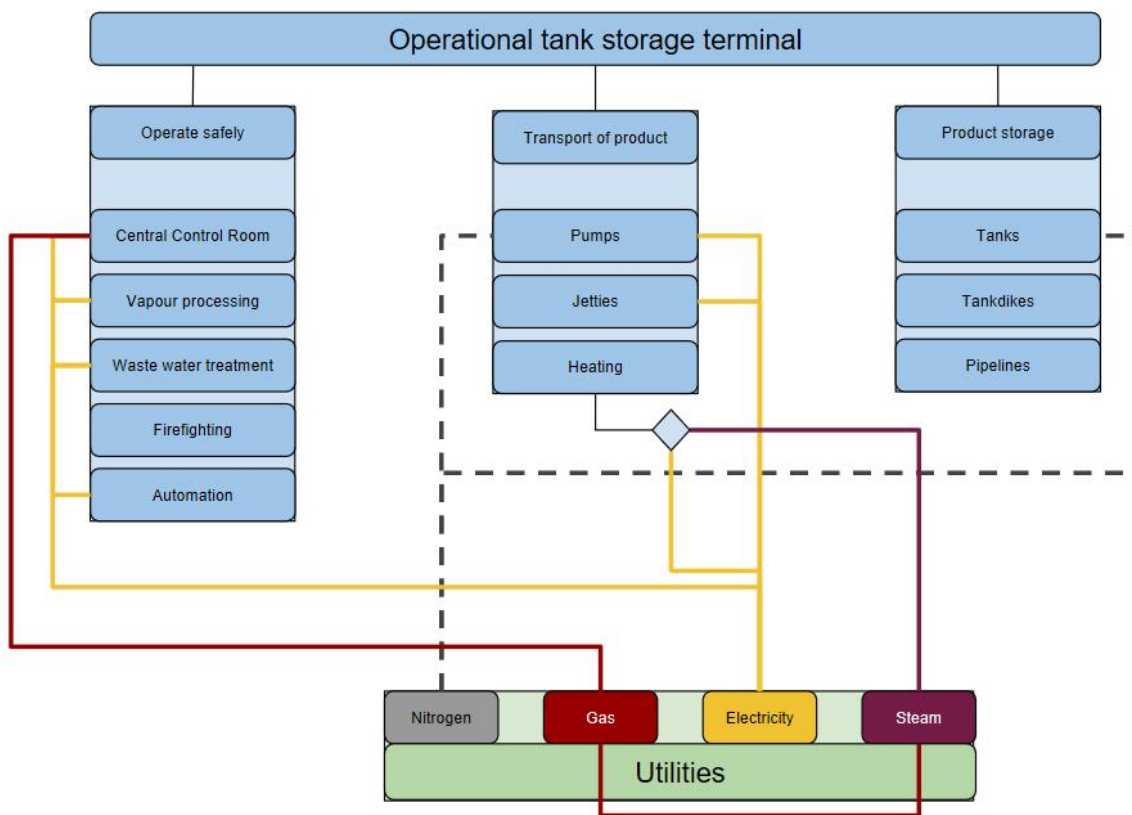 Operational tank storage terminal
Operate safely
Central Control Room
Vapour processing
Waste water treatment
Firefighting
Automation
Transport of product
Pumps
Jetties
Heating
Product storage
Tanks
Tankdikes
Pipelines
Nitrogen
Gas
Electricity
Steam
Utilities